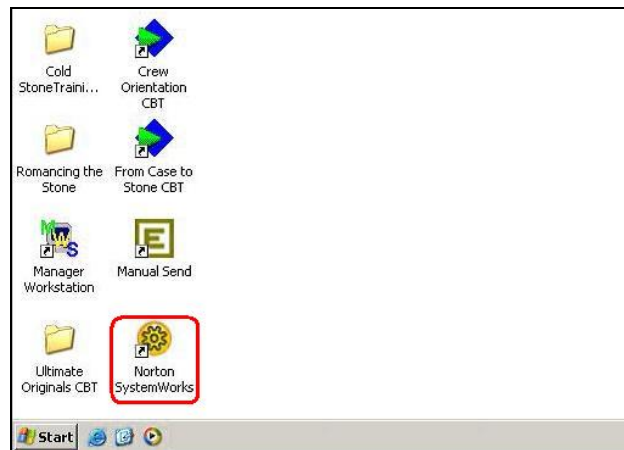 Cold
StoneTraini...
Crew
Orientation
CBT
Romancing the
Stone
From Case to
Stone CBT
M W S
Manager
Workstation
E
Manual Send
Ultimate
Originals CBT
Norton
SystemWorks
Start